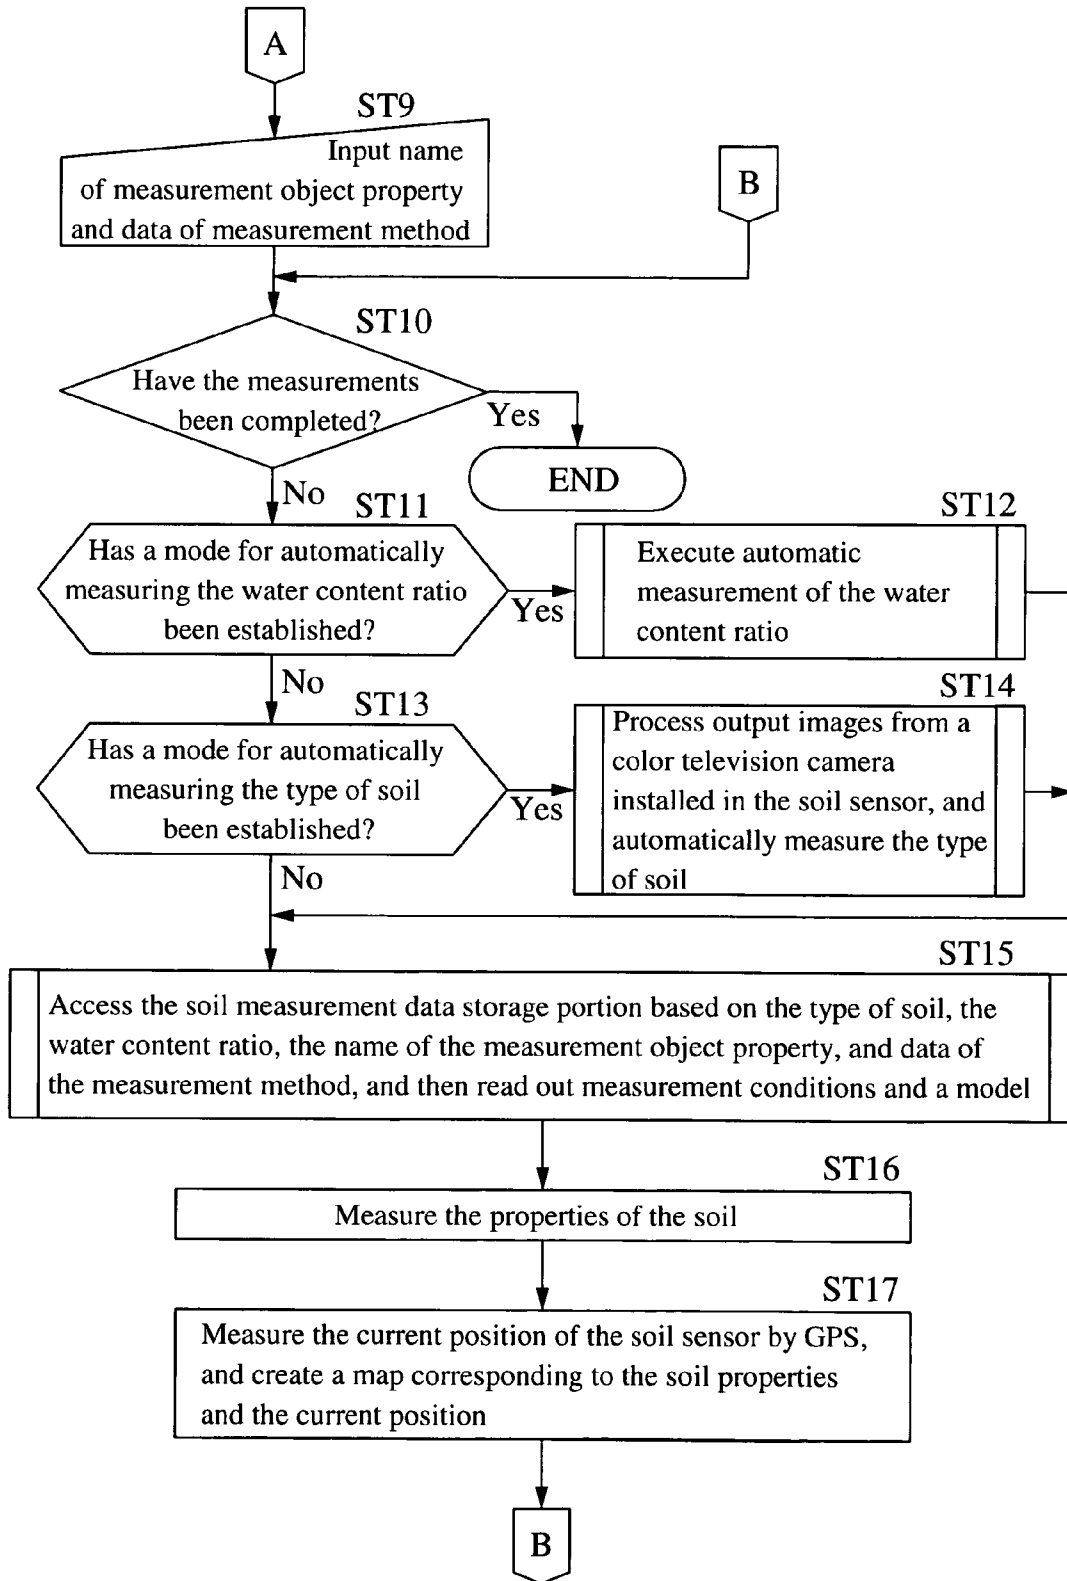 A
ST9
Input name
of measurement object property
and data of measurement method
B
ST10
Have the measurements
been completed?
Yes
END
No
ST11
Has a mode for automatically
measuring the water content ratio
been established?
Yes
ST12
Execute automatic
measurement of the water
content ratio
No
ST13
Has a mode for automatically
measuring the type of soil
been established?
Yes
ST14
Process output images from a
color television camera
installed in the soil sensor, and
automatically measure the type
of soil
No
ST15
Access the soil measurement data storage portion based on the type of soil, the
water content ratio, the name of the measurement object property, and data of
the measurement method, and then read out measurement conditions and a model
ST16
Measure the properties of the soil
ST17
Measure the current position of the soil sensor by GPS,
and create a map corresponding to the soil properties
and the current position
B